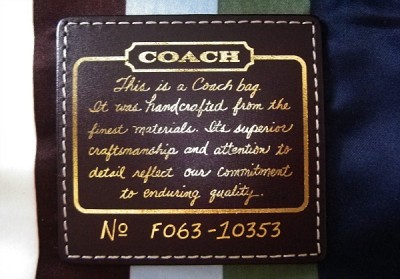 COACH
This is a Coach bag.
It was handcrafted from the
finest materials. Its superior
craftsmanship and attention to
detail reflect our commitment
to enduring quality.
No F063-10353